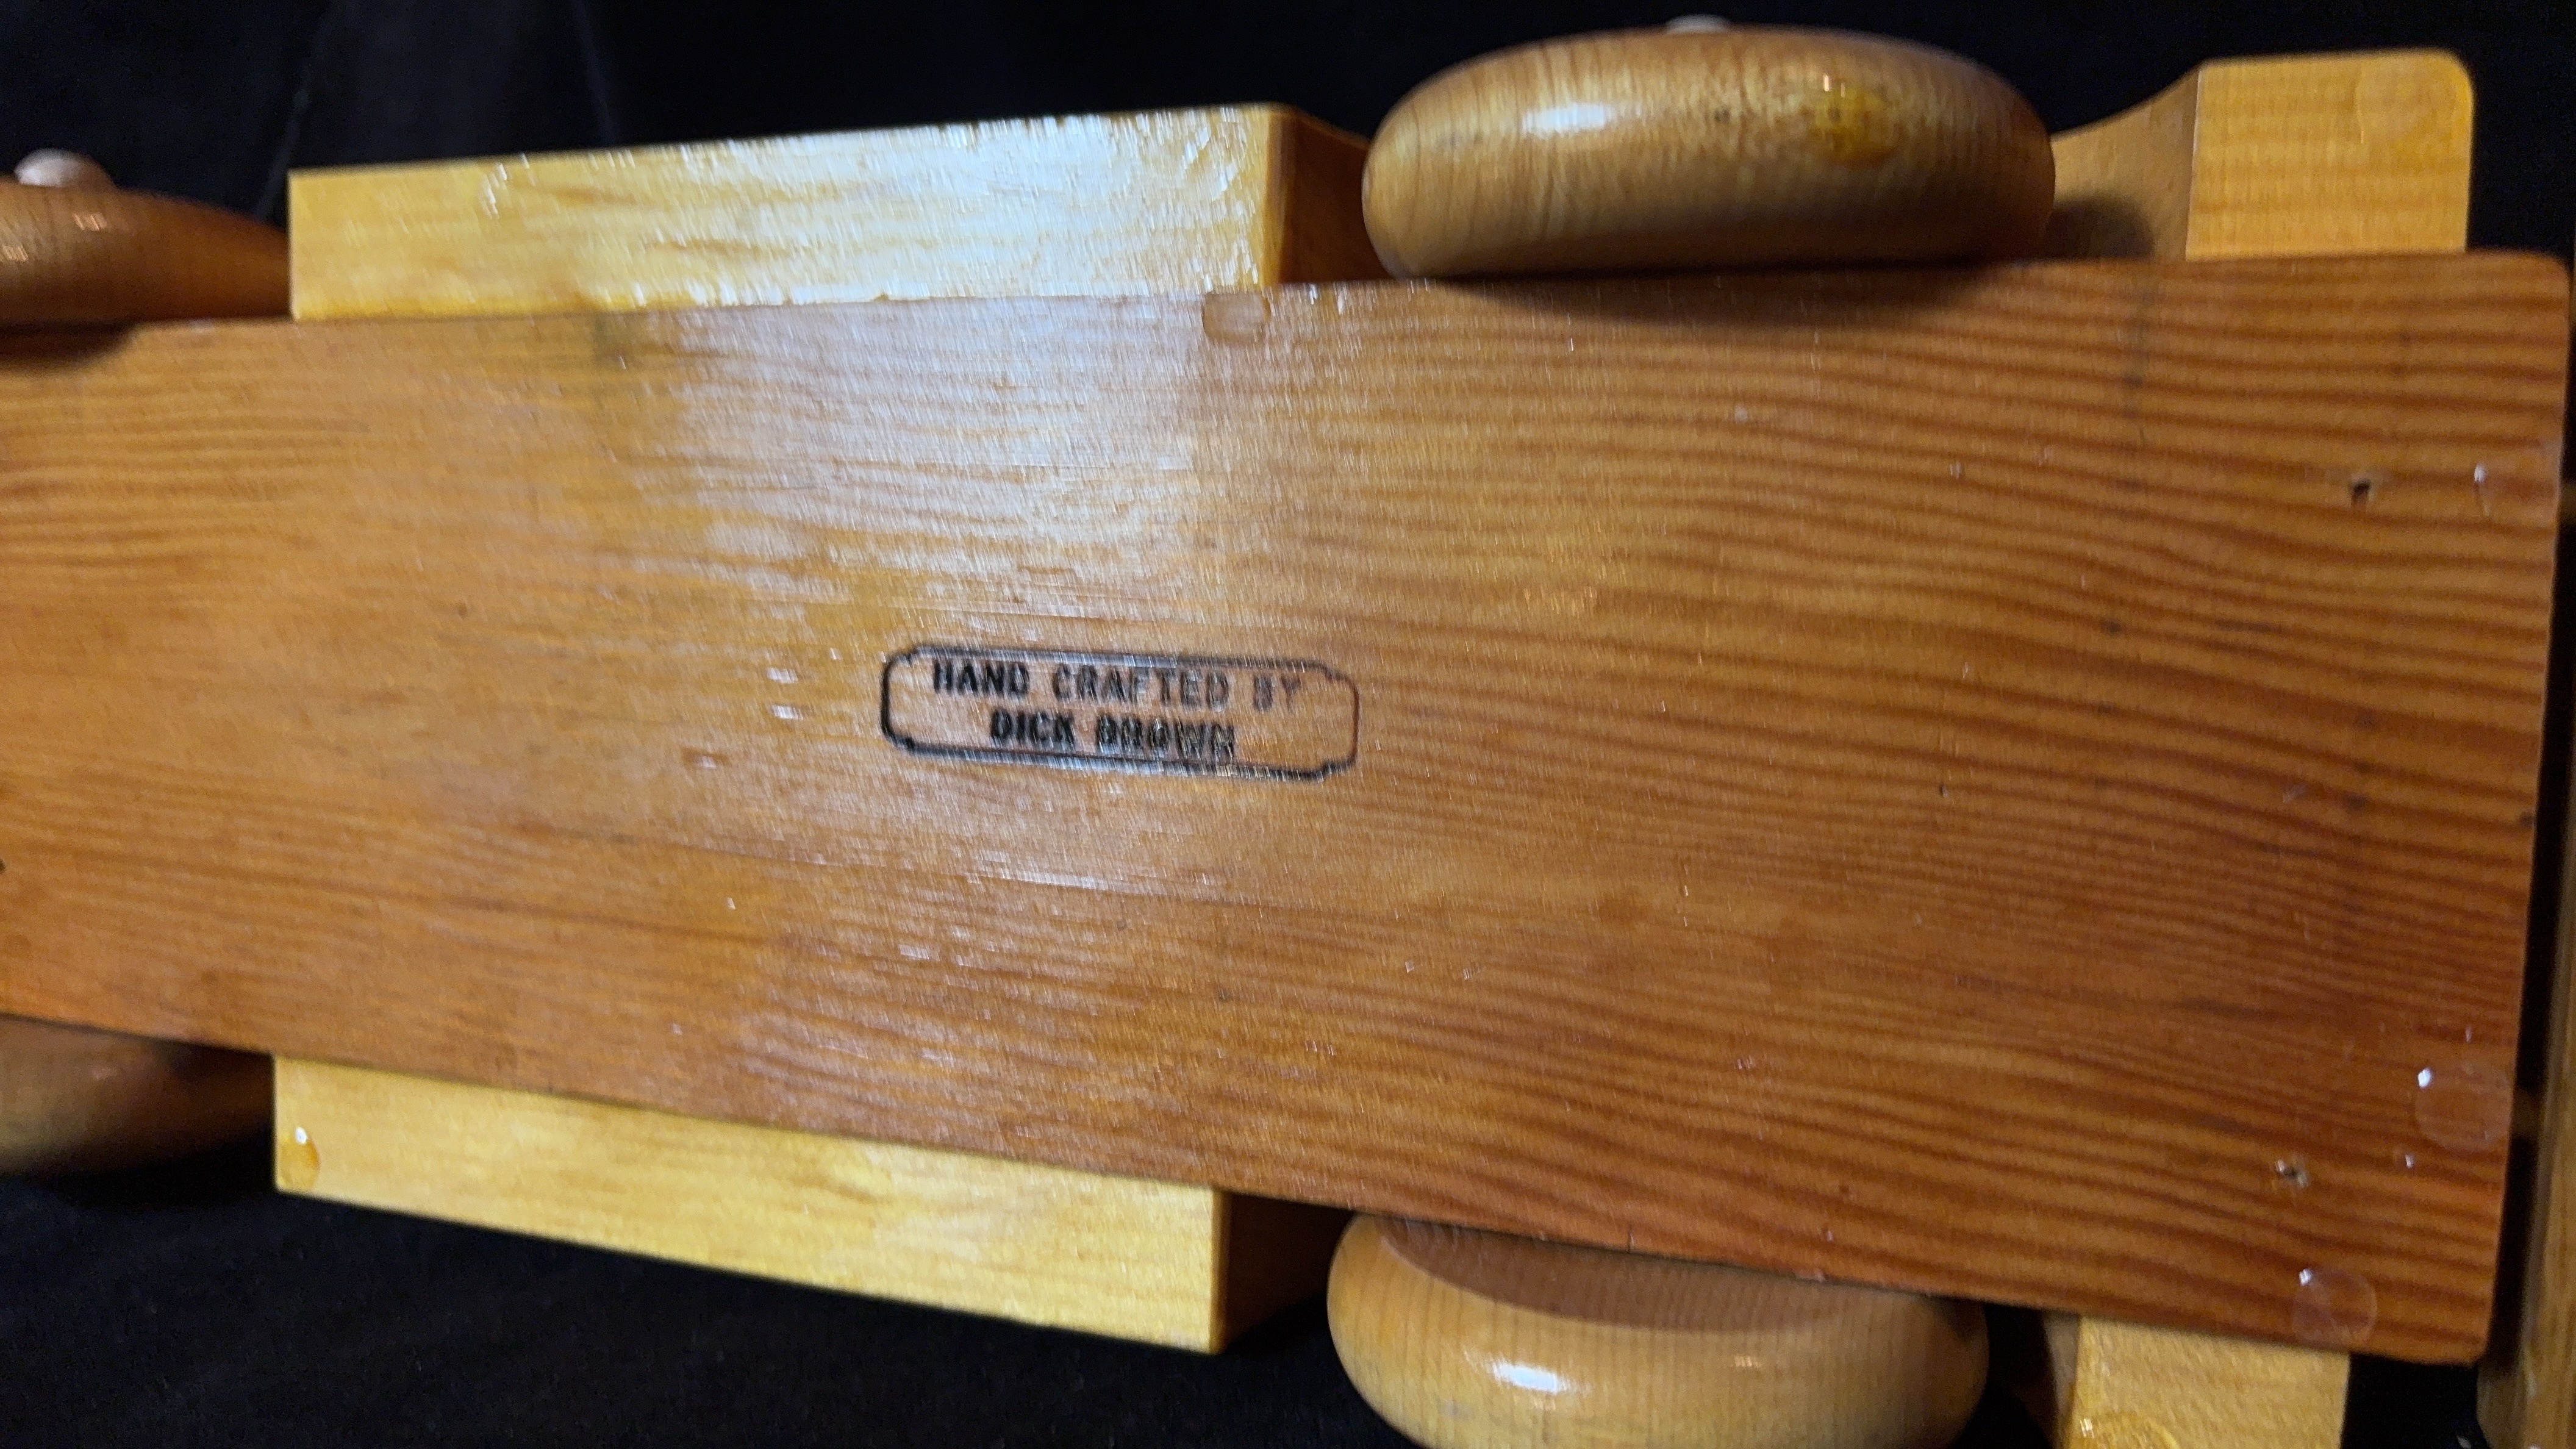 HAND CRAFTED BY
DICK BROWN